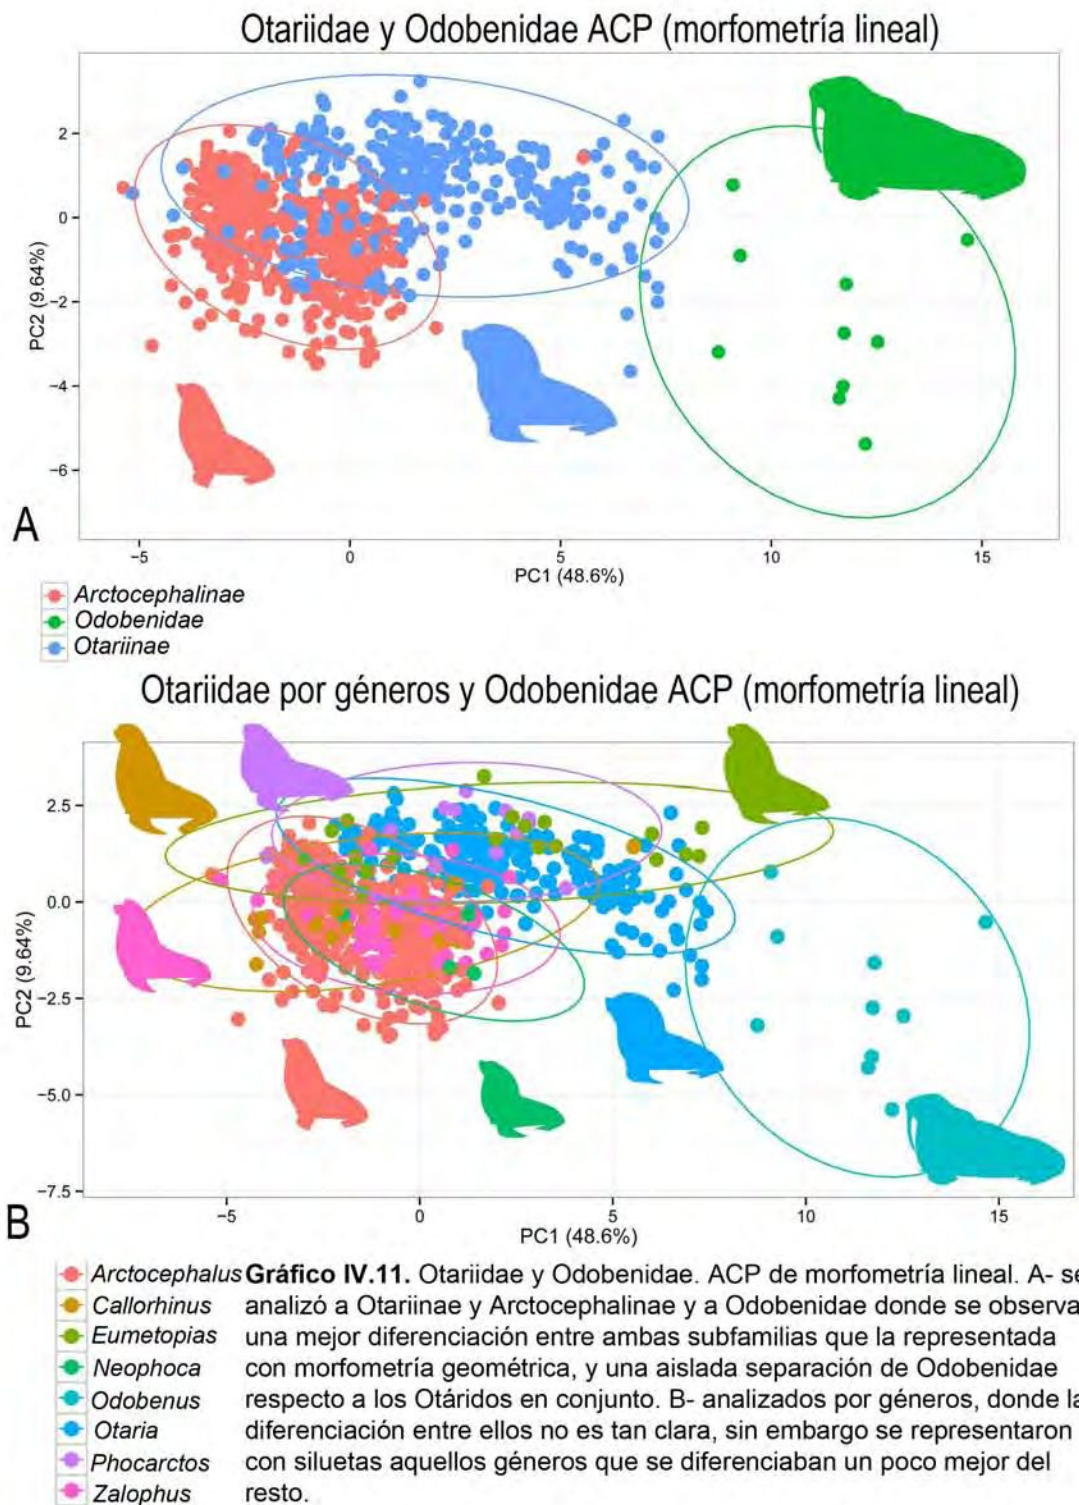 Otariidae y Odobenidae ACP (morfometría lineal)
2
0
−2
−4
−6
PC2 (9.64%)
A
−5
0
5
10
15
PC1 (48.6%)
Arctocephalinae
Odobenidae
Otariinae
Otariidae por géneros y Odobenidae ACP (morfometría lineal)
2.5
0.0
−2.5
−5.0
−7.5
PC2 (9.64%)
B
−5
0
5
10
15
PC1 (48.6%)
Arctocephalus
Callorhinus
Eumetopias
Neophoca
Odobenus
Otaria
Phocarctos
Zalophus
Gráfico IV.11. Otariidae y Odobenidae. ACP de morfometría lineal. A- se
analizó a Otariinae y Arctocephalinae y a Odobenidae donde se observa
una mejor diferenciación entre ambas subfamilias que la representada
con morfometría geométrica, y una aislada separación de Odobenidae
respecto a los Otáridos en conjunto. B- analizados por géneros, donde la
diferenciación entre ellos no es tan clara, sin embargo se representaron
con siluetas aquellos géneros que se diferenciaban un poco mejor del
resto.